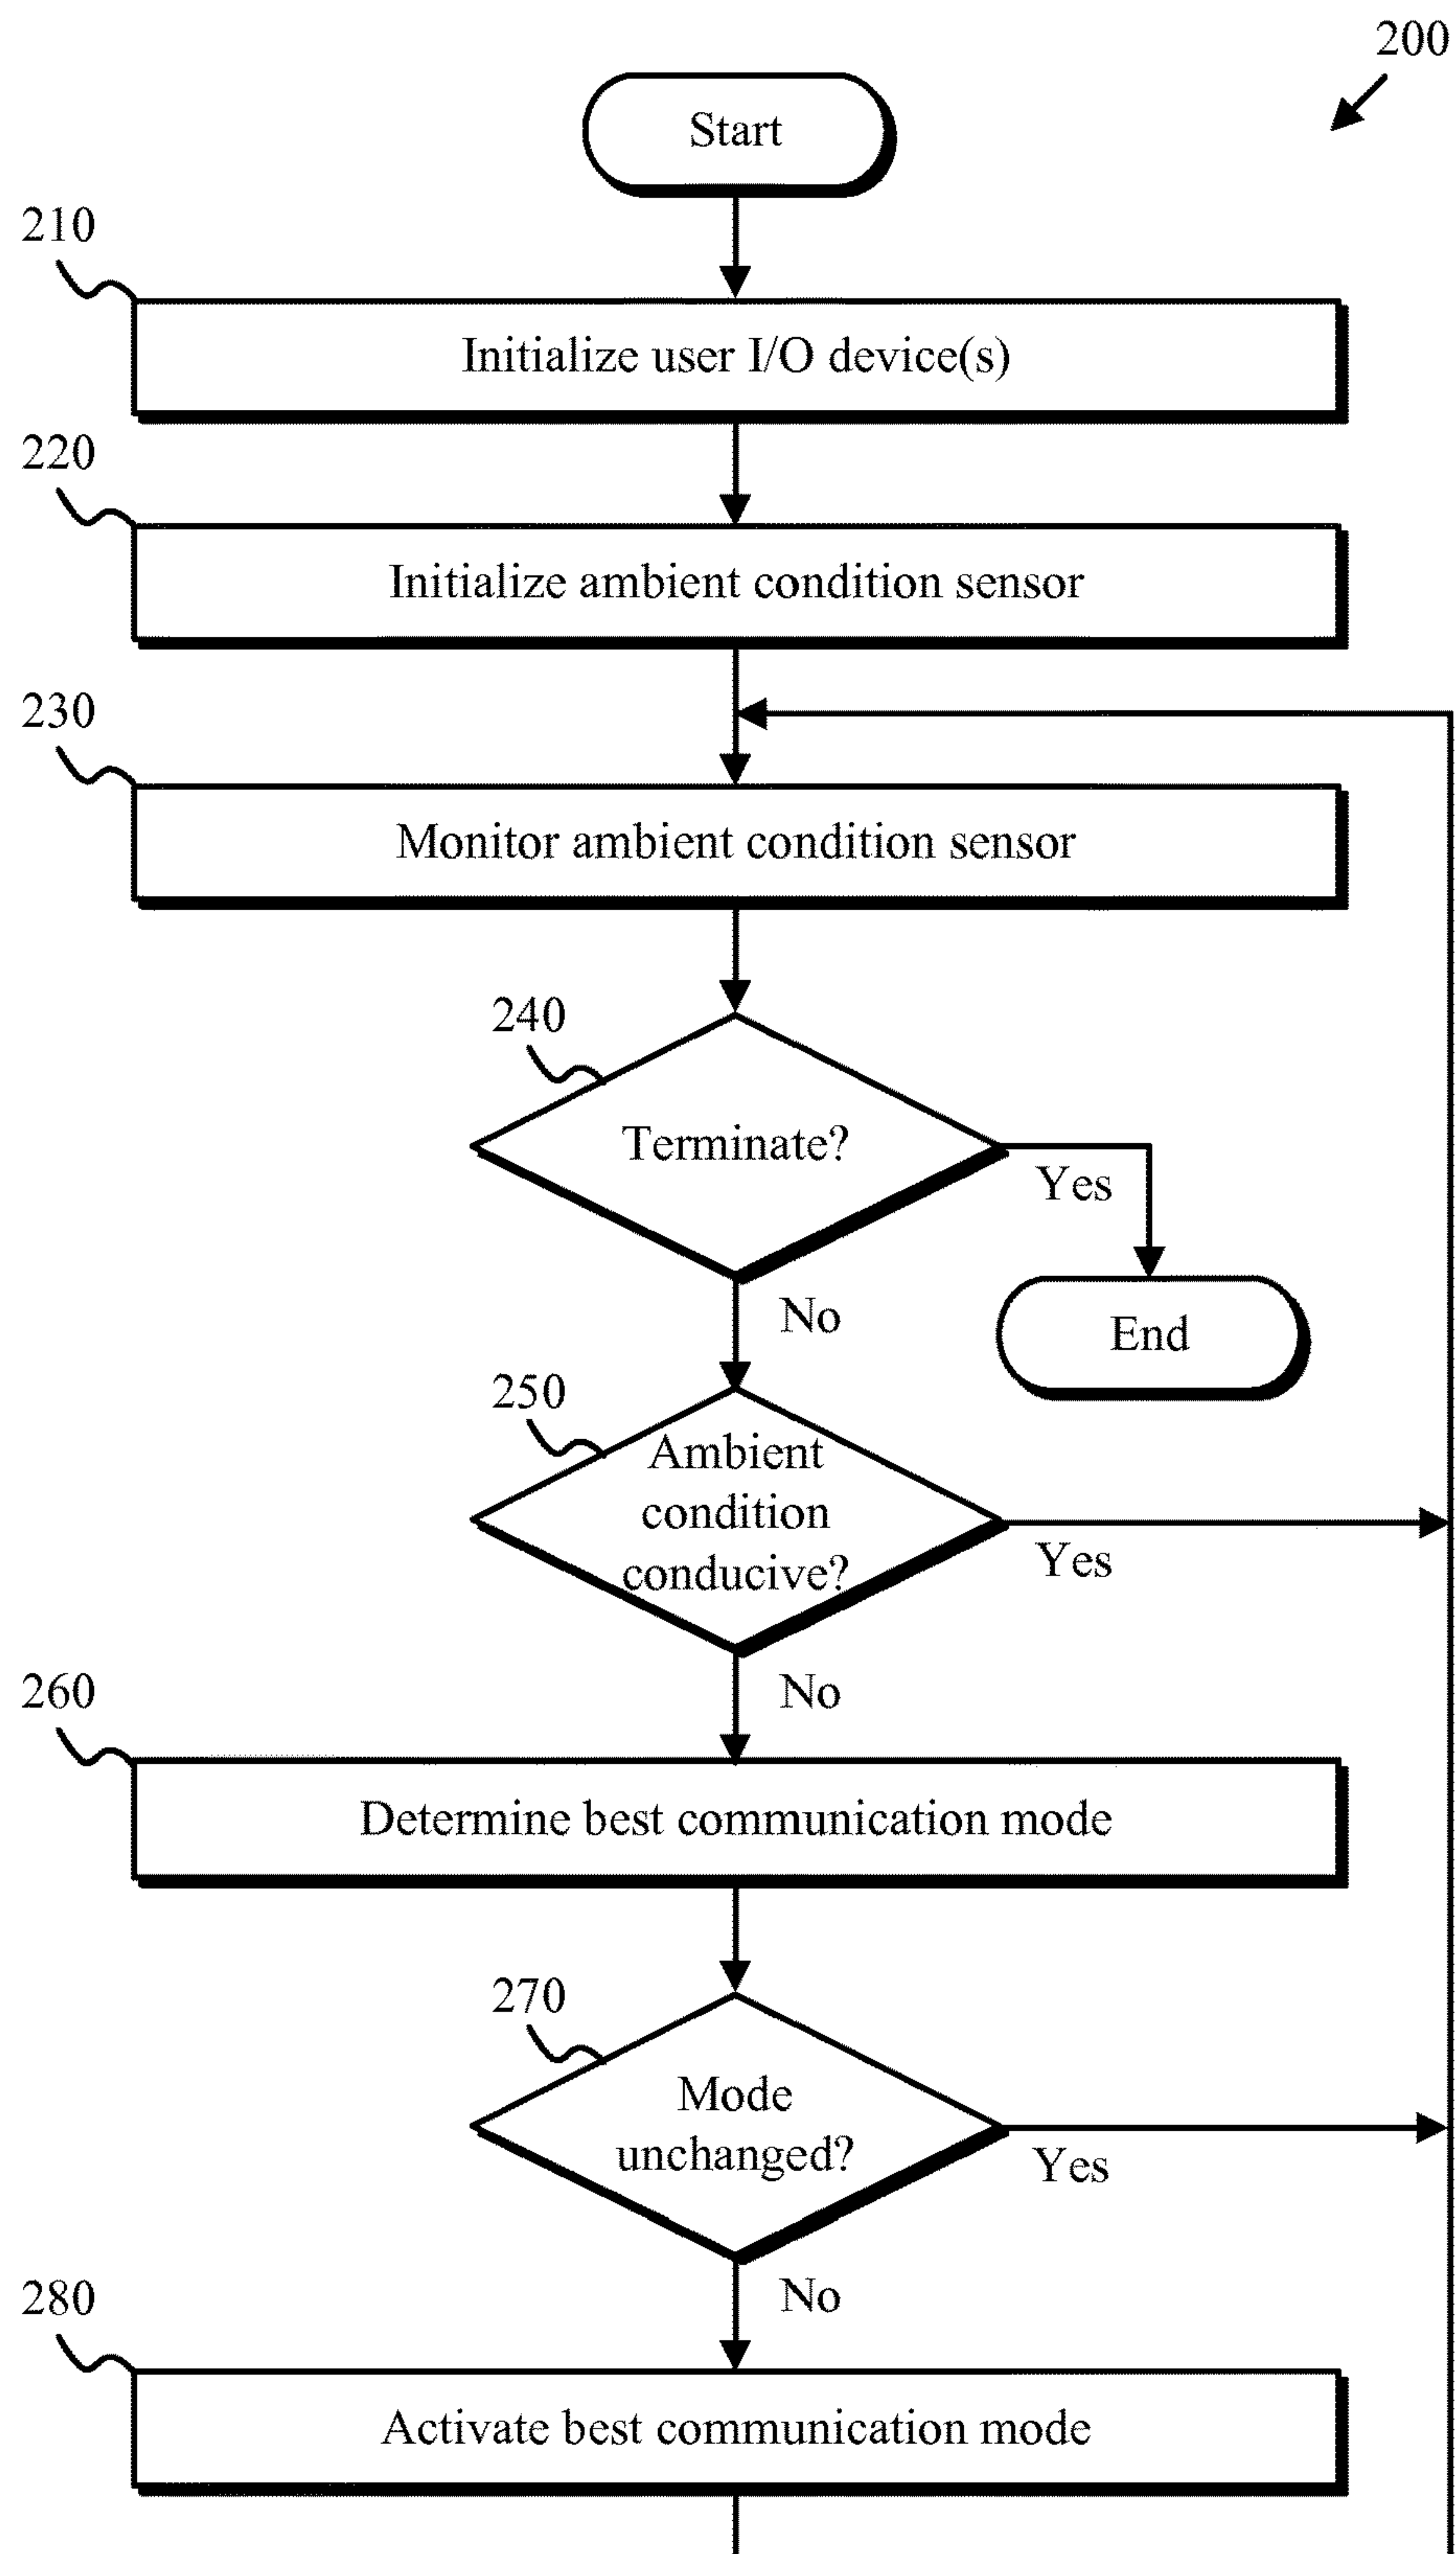 200
Start
210
Initialize user I/O device(s)
220
Initialize ambient condition sensor
230
Monitor ambient condition sensor
240
Terminate?
Yes
No
End
250
Ambient
condition
conducive?
Yes
No
260
Determine best communication mode
270
Mode
unchanged?
Yes
No
280
Activate best communication mode